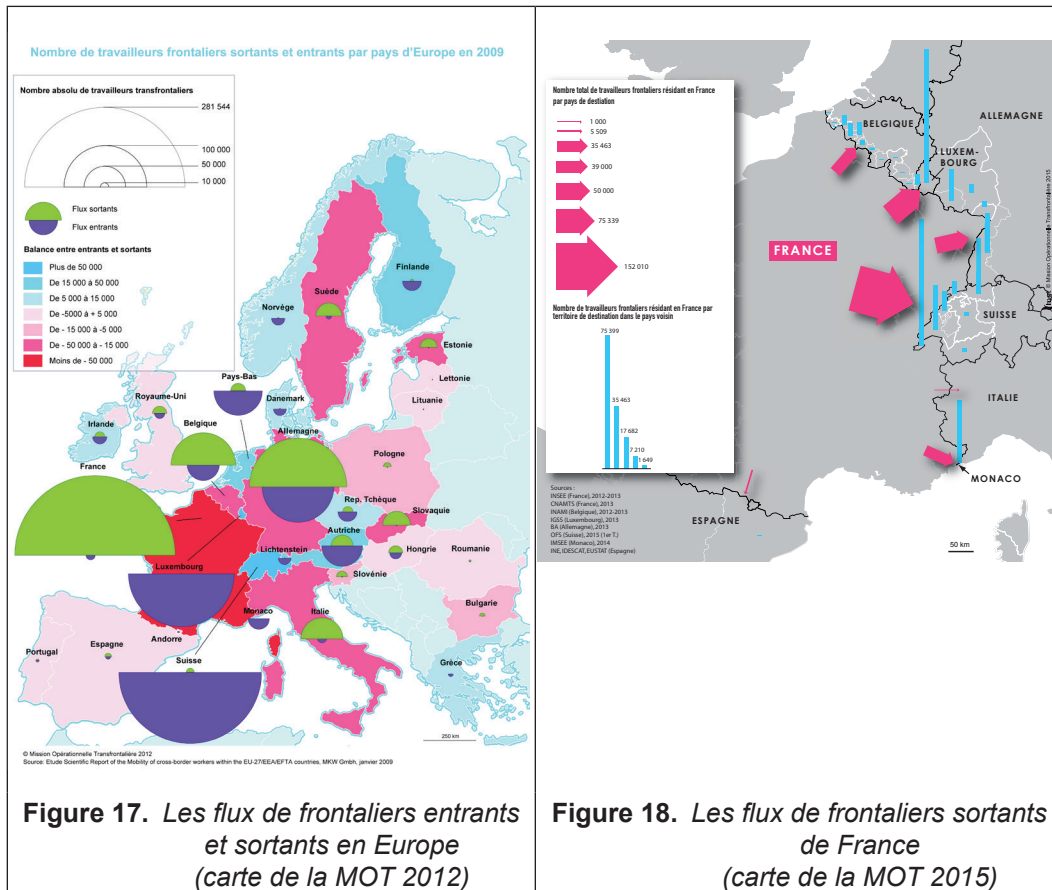 Nombre de travailleurs frontaliers sortants et entrants par pays d'Europe en 2009
Nombre absolu de travailleurs transfrontaliers
281 544
100 000
50 000
10 000
Flux sortants
Flux entrants
Balance entre entrants et sortants
Plus de 50 000
De 15 000 à 50 000
De 5 000 à 15 000
De -5000 à + 5 000
De - 15 000 à -5 000
De - 50 000 à - 15 000
Moins de - 50 000
Finlande
Suède
Norvège
Estonie
Lettonie
Lituanie
Pays-Bas
Danemark
Royaume-Uni
Irlande
Belgique
Allemagne
Pologne
France
Rep. Tchèque
Slovaquie
Autriche
Lichtenstein
Hongrie
Roumanie
Luxembourg
Slovénie
Bulgarie
Monaco
Italie
Andorre
Espagne
Portugal
Suisse
Grèce
250 km
© Mission Opérationnelle Transfrontalière 2012
Source: Etude Scientific Report of the Mobility of cross-border workers within the EU-27/EEA/EFTA countries, MKW Gmbh, janvier 2009
Figure 17. Les flux de frontaliers entrants
et sortants en Europe
(carte de la MOT 2012)
Nombre total de travailleurs frontaliers résidant en France
par pays de destiation
1 000
5 509
35 463
39 000
50 000
75 339
152 010
Nombre de travailleurs frontaliers résidant en France par
territoire de destination dans le pays voisin
75 399
35 463
17 682
7 210
1 649
Sources :
INSEE (France), 2012-2013
CNAMTS (France), 2013
INAMI (Belgique), 2012-2013
IGSS (Luxembourg), 2013
BA (Allemagne), 2013
OFS (Suisse), 2015 (1er T.)
IMSEE (Monaco), 2014
INE, IDESCAT, EUSTAT (Espagne)
BELGIQUE
ALLEMAGNE
LUXEM-
BOURG
FRANCE
SUISSE
ITALIE
MONACO
ESPAGNE
50 km
© Mission Opérationnelle Transfrontalière 2015
Figure 18. Les flux de frontaliers sortants
de France
(carte de la MOT 2015)